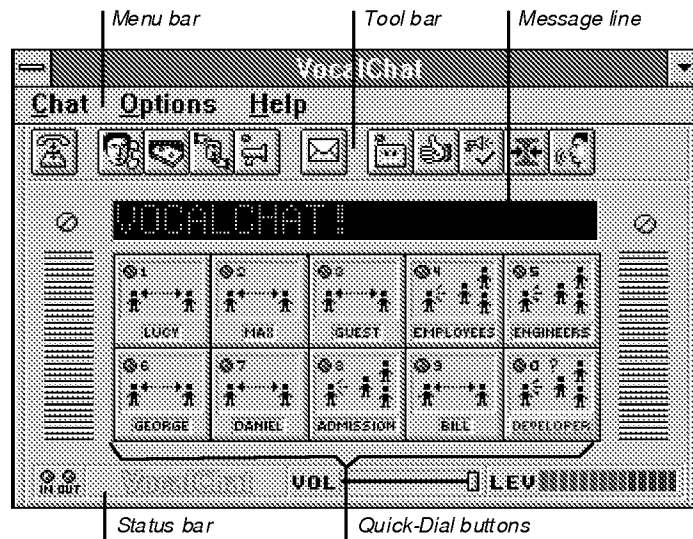 Menu bar
Tool bar
Message line
VocalChat
Chat Options Help
VOCALCHAT!
1 2 3 4 5
LUCY MAX GUEST EMPLOYEES ENGINEERS
6 7 8 9 0 ?
GEORGE DANIEL ADMISSION BILL DEVELOPER
IN OUT VocalChat VOL LEV
Status bar
Quick-Dial buttons